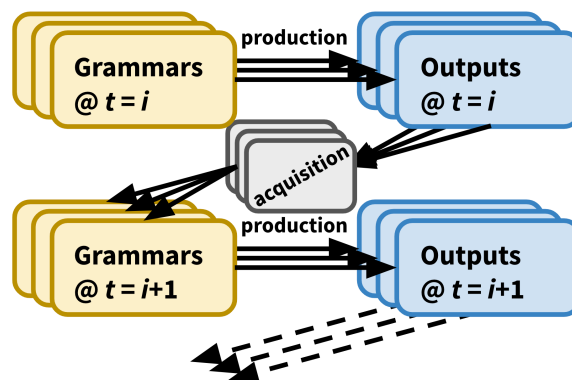 production
Grammars
@ t = i
Outputs
@ t = i
acquisition
production
Grammars
@ t = i+1
Outputs
@ t = i+1